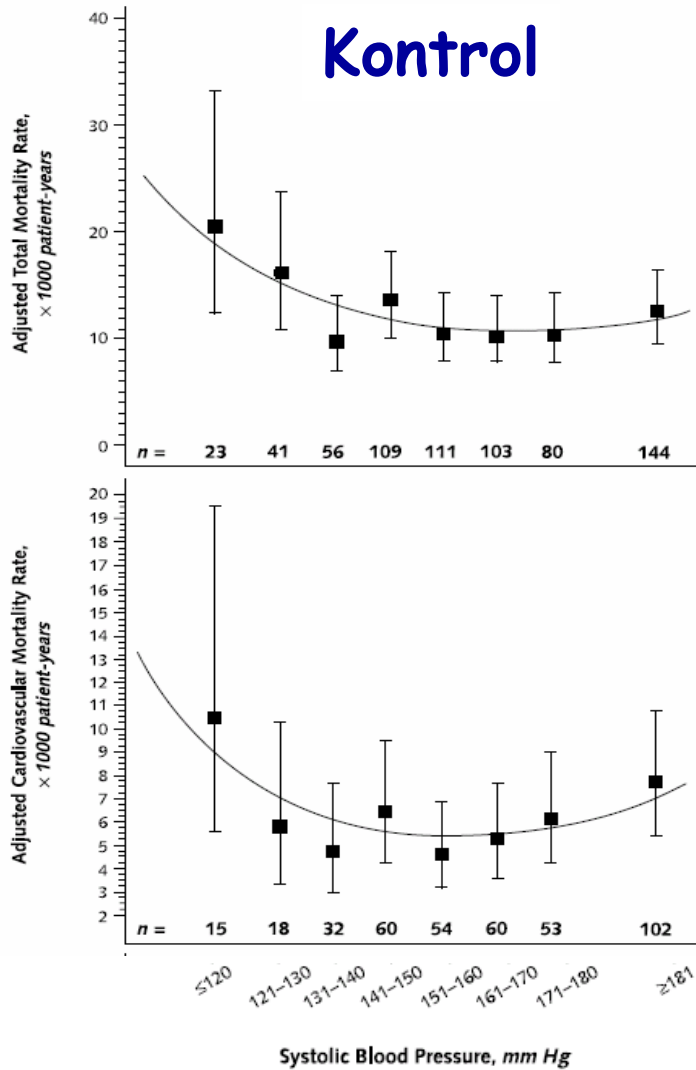 Kontrol
Adjusted Total Mortality Rate,
× 1000 patient-years
40
30
20
10
0
n = 23 41 56 109 111 103 80 144
Adjusted Cardiovascular Mortality Rate,
× 1000 patient-years
20
19
18
17
16
15
14
13
12
11
10
9
8
7
6
5
4
3
2
n = 15 18 32 60 54 60 53 102
≤120 121–130 131–140 141–150 151–160 161–170 171–180 ≥181
Systolic Blood Pressure, mm Hg